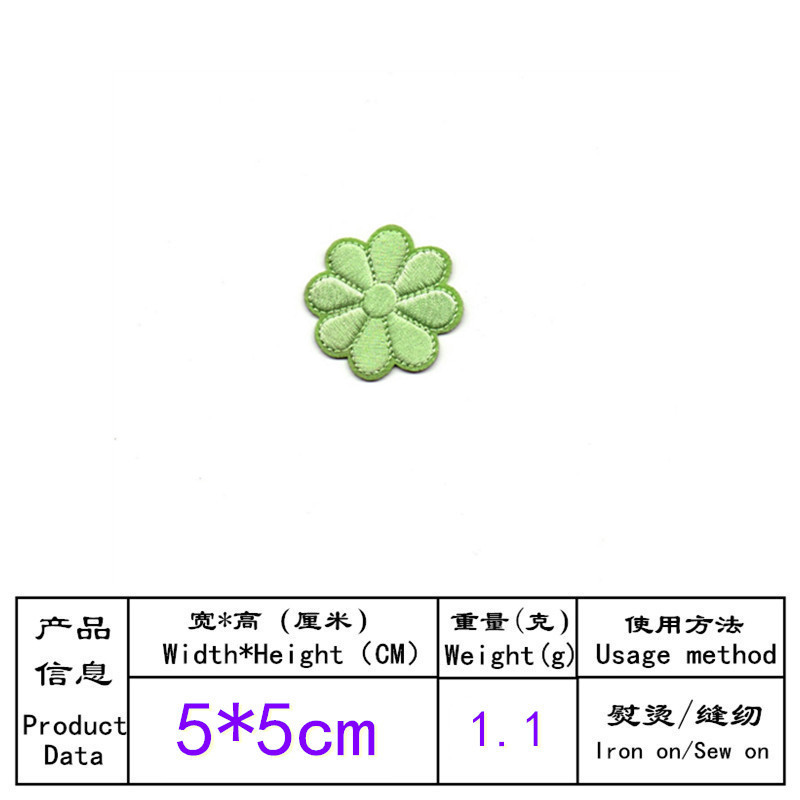 产品
信息
Product
Data
宽*高 (厘米)
Width*Height (CM)
重量(克)
Weight(g)
使用方法
Usage method
5*5cm
1.1
熨烫/缝纫
Iron on/Sew on